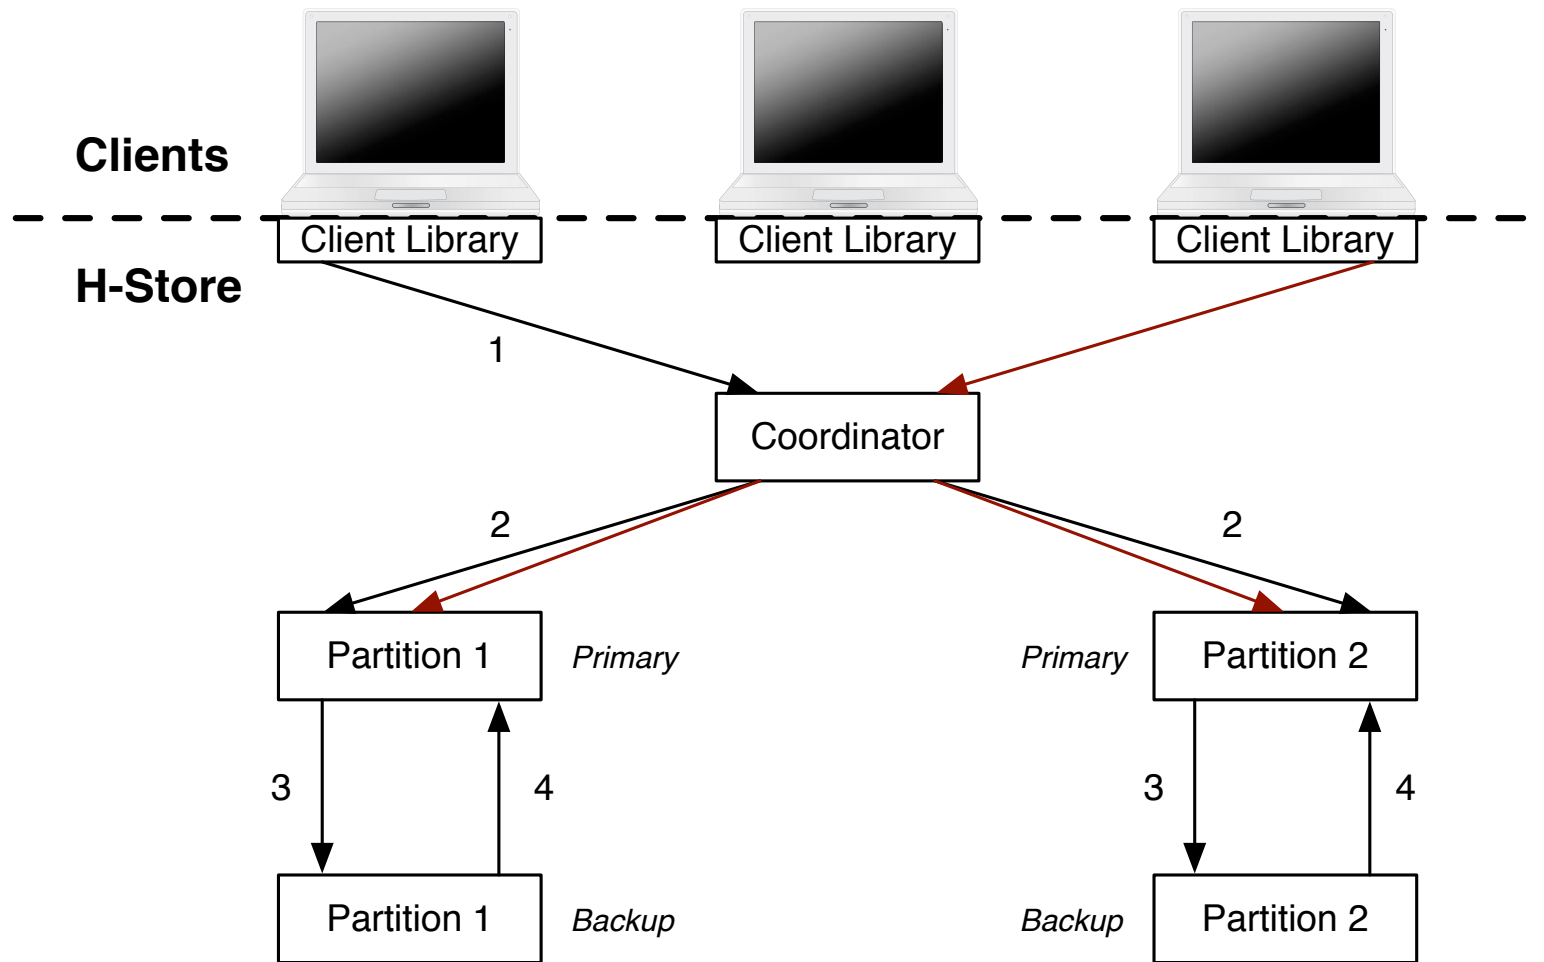 Clients
Client Library Client Library Client Library
H-Store
1
Coordinator
2 2
Partition 1 Primary Primary Partition 2
3 4 3 4
Partition 1 Backup Backup Partition 2